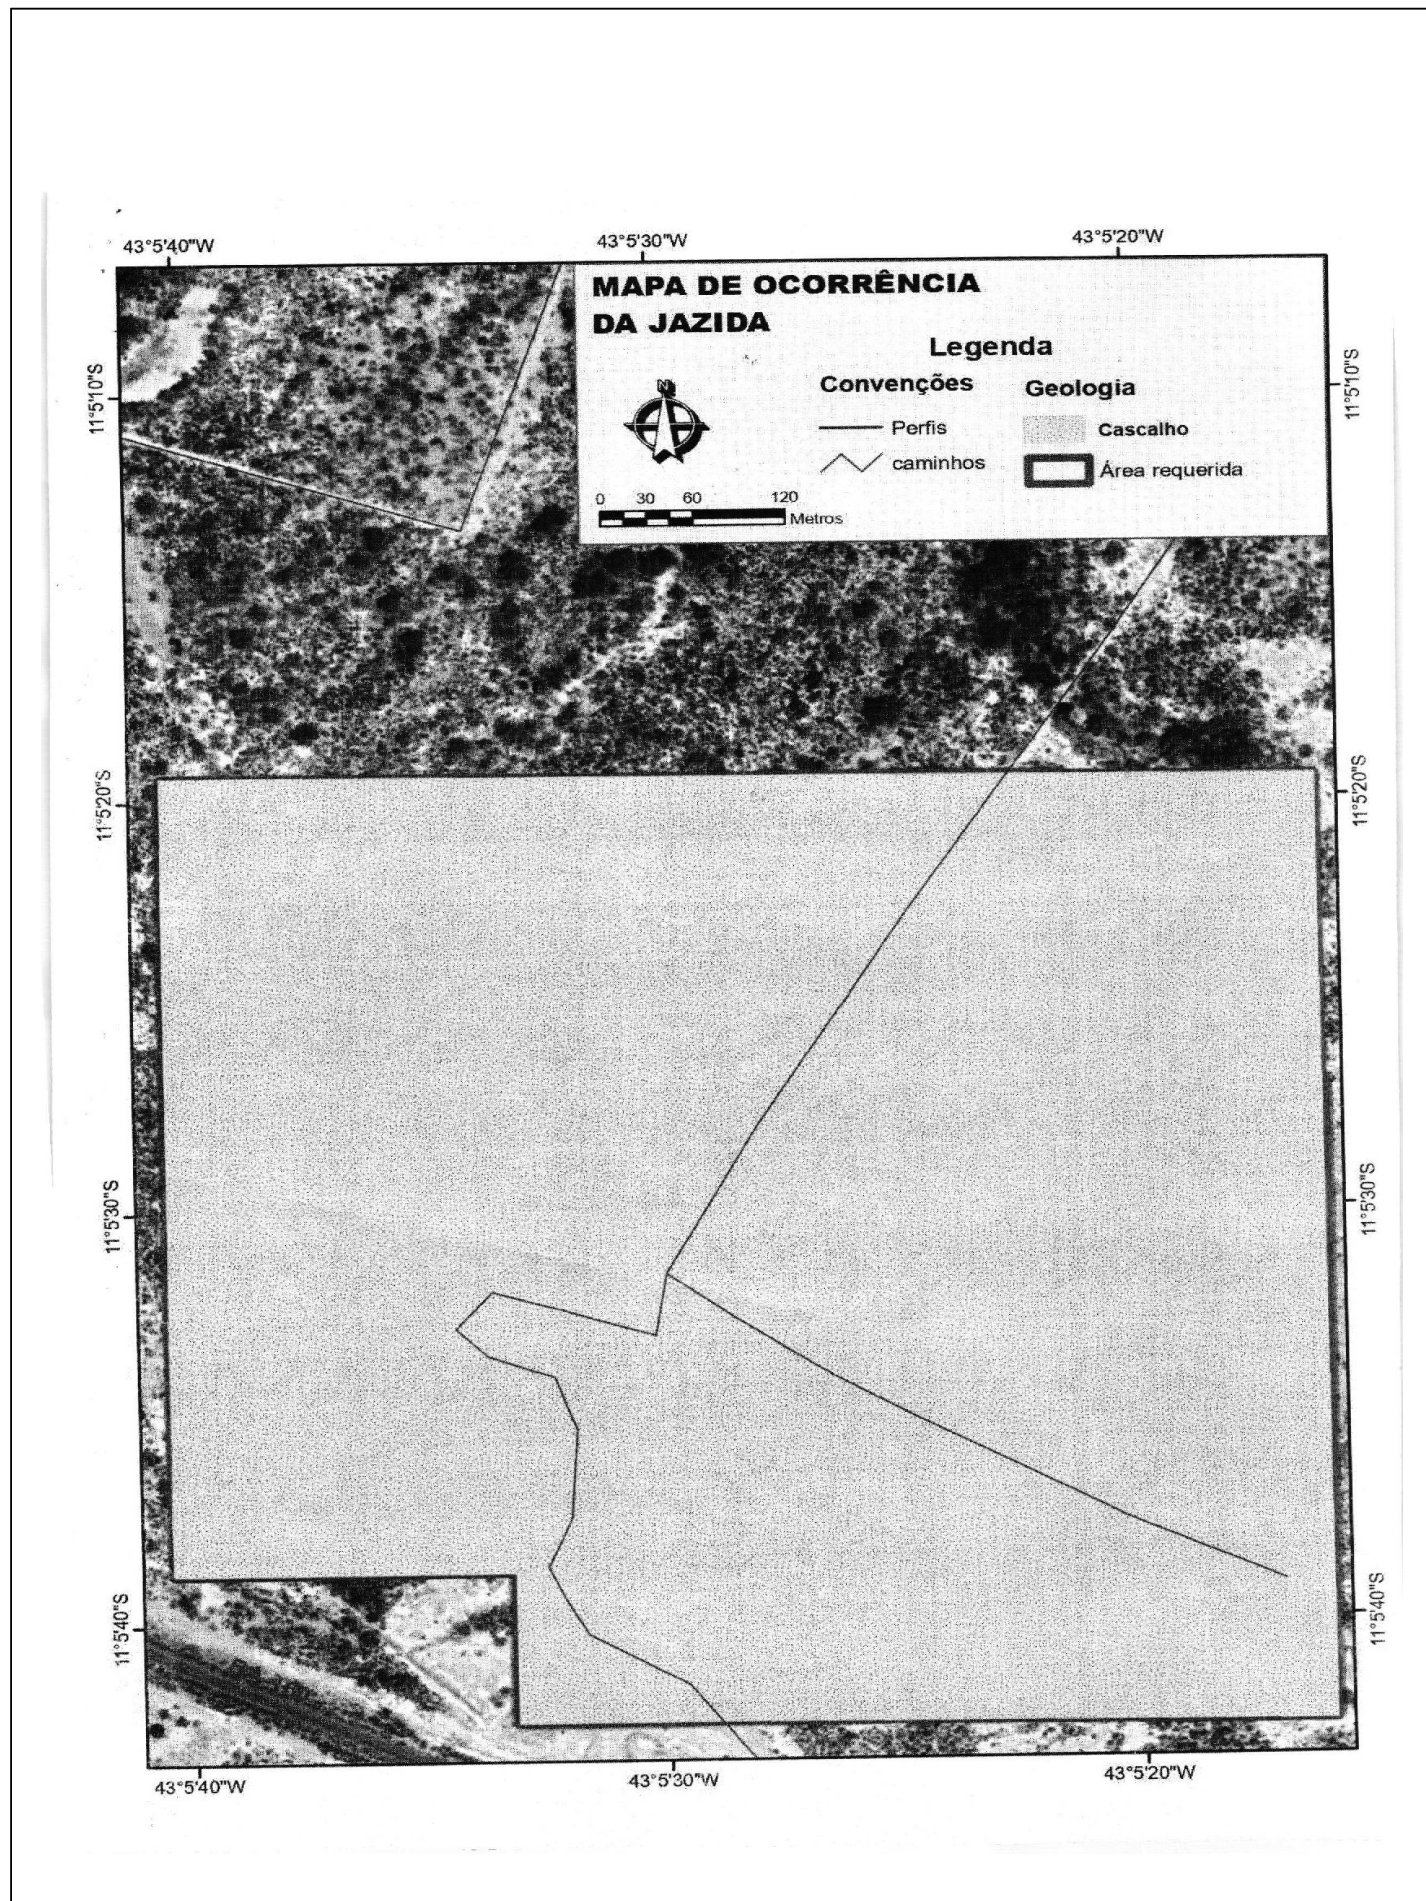 43°5'40"W
43°5'30"W
43°5'20"W
MAPA DE OCORRÊNCIA
DA JAZIDA
Legenda
Convenções
Geologia
N
Perfis
Cascalho
caminhos
Área requerida
0 30 60 120
Metros
11°5'10"S
11°5'10"S
11°5'20"S
11°5'20"S
11°5'30"S
11°5'30"S
11°5'40"S
11°5'40"S
43°5'40"W
43°5'30"W
43°5'20"W